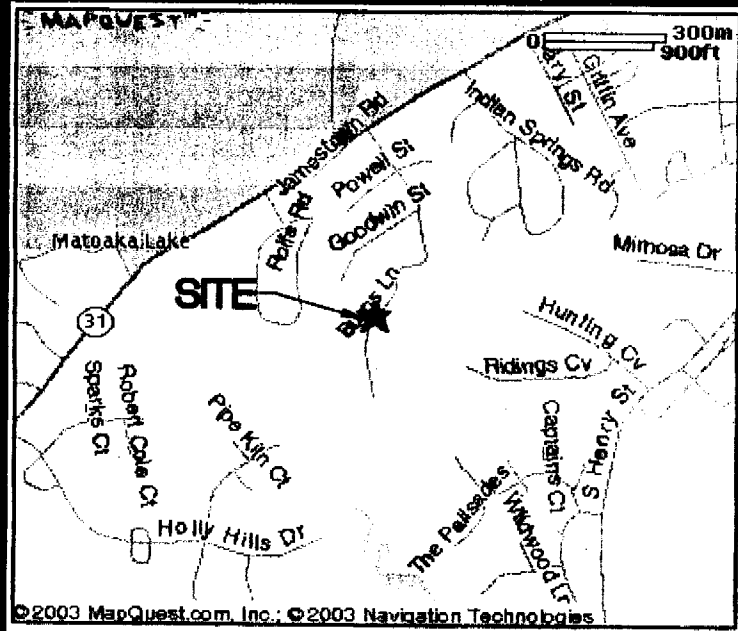 MAPQUEST
0 300m
900ft
Griffin Ave
Indian Springs Rd
Jamestown Rd
Powell St
Goodwin St
Rolfe Rd
Matoaka Lake
Mimosa Dr
SITE
Ln
31
Hunting Cv
Ridings Cv
Sparks Ct
Robert Cole Ct
Pipe Kiln Ct
Captains Ct
S Henry St
The Palisades
Wildwood
Holly Hills Dr
©2003 MapQuest.com, Inc.; ©2003 Navigation Technologies